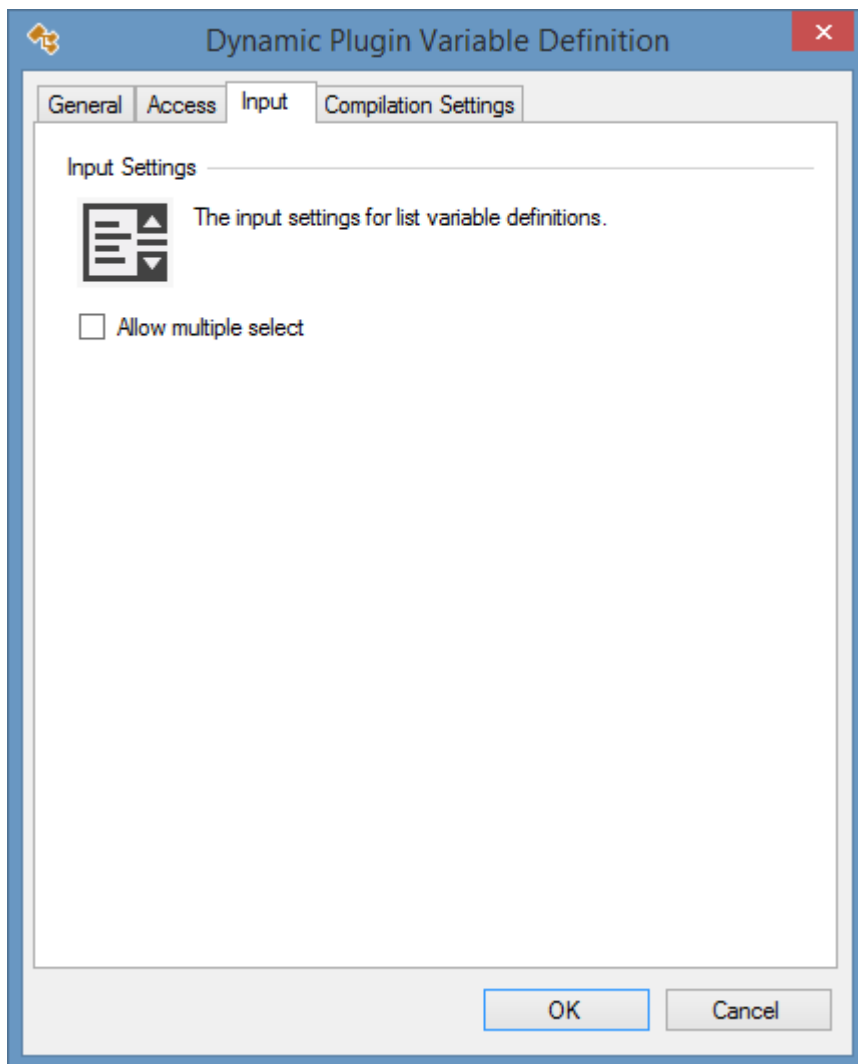 Dynamic Plugin Variable Definition
General Access Input Compilation Settings
Input Settings
The input settings for list variable definitions.
Allow multiple select
OK Cancel